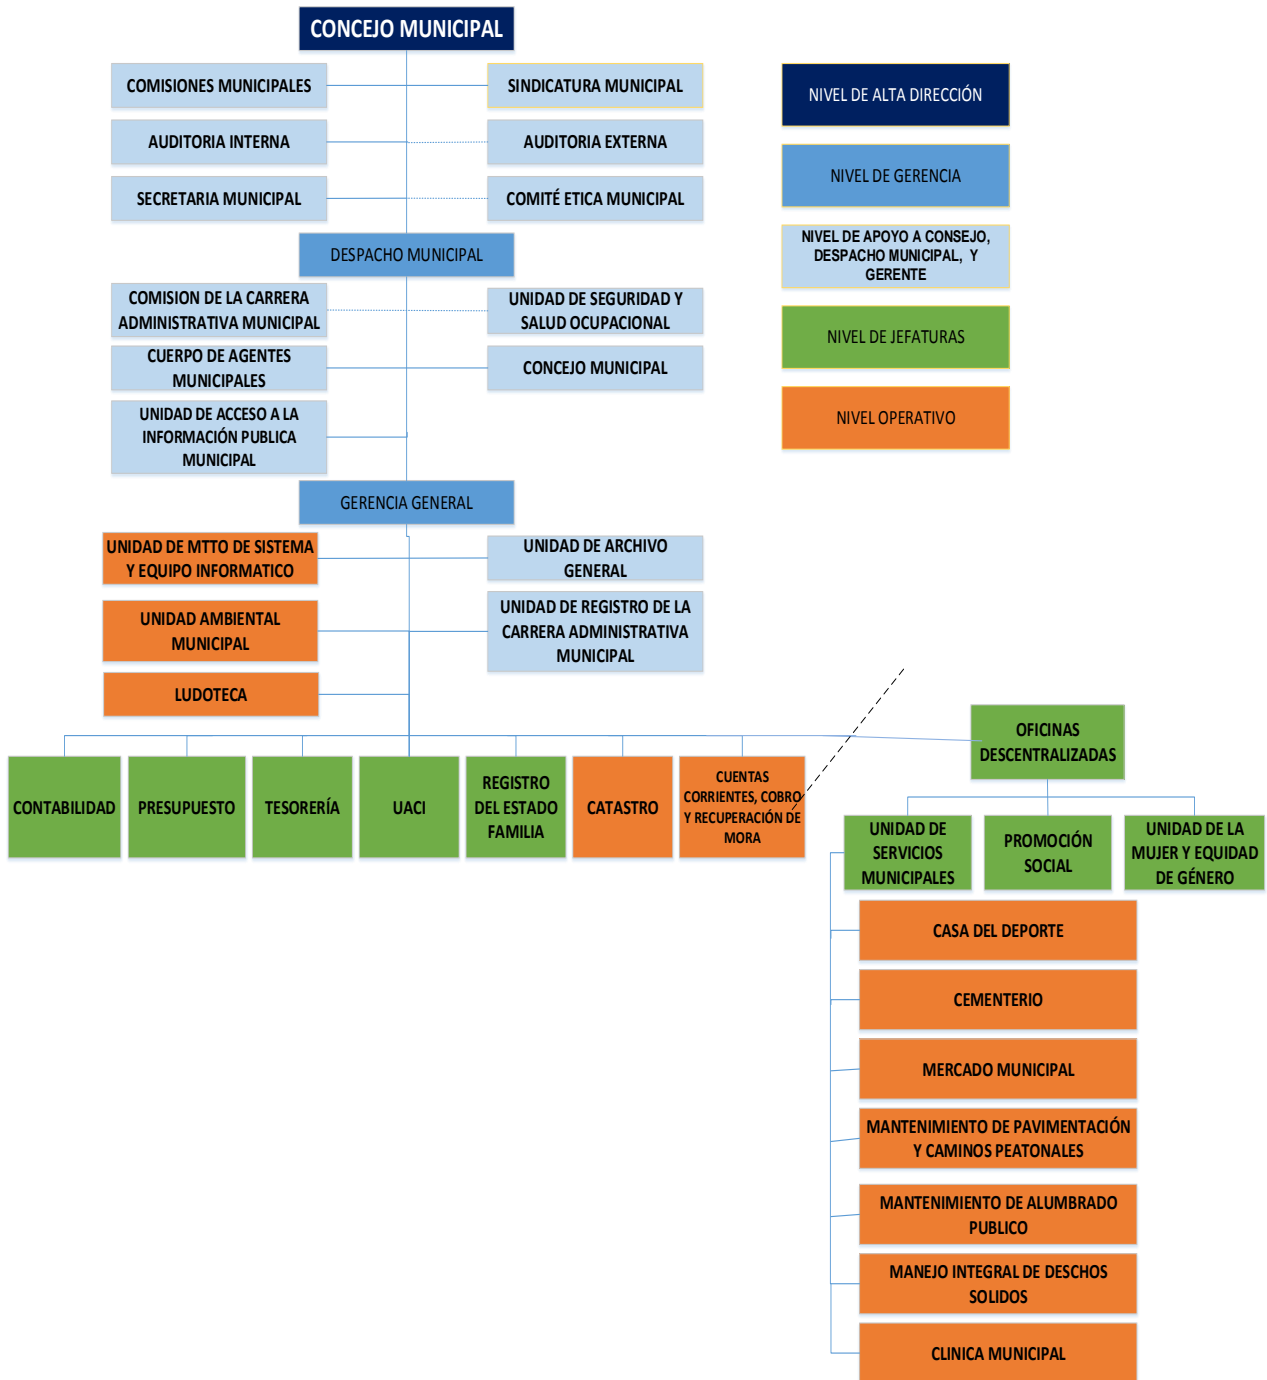 CONCEJO MUNICIPAL
COMISIONES MUNICIPALES
SINDICATURA MUNICIPAL
AUDITORIA INTERNA
AUDITORIA EXTERNA
SECRETARIA MUNICIPAL
COMITÉ ETICA MUNICIPAL
DESPACHO MUNICIPAL
COMISION DE LA CARRERA
ADMINISTRATIVA MUNICIPAL
UNIDAD DE SEGURIDAD Y
SALUD OCUPACIONAL
CUERPO DE AGENTES
MUNICIPALES
CONCEJO MUNICIPAL
UNIDAD DE ACCESO A LA
INFORMACIÓN PUBLICA
MUNICIPAL
GERENCIA GENERAL
UNIDAD DE MTTO DE SISTEMA
Y EQUIPO INFORMATICO
UNIDAD DE ARCHIVO
GENERAL
UNIDAD AMBIENTAL
MUNICIPAL
UNIDAD DE REGISTRO DE LA
CARRERA ADMINISTRATIVA
MUNICIPAL
LUDOTECA
NIVEL DE ALTA DIRECCIÓN
NIVEL DE GERENCIA
NIVEL DE APOYO A CONSEJO,
DESPACHO MUNICIPAL, Y
GERENTE
NIVEL DE JEFATURAS
NIVEL OPERATIVO
CONTABILIDAD
PRESUPUESTO
TESORERÍA
UACI
REGISTRO
DEL ESTADO
FAMILIA
CATASTRO
CUENTAS
CORRIENTES, COBRO
Y RECUPERACIÓN DE
MORA
OFICINAS
DESCENTRALIZADAS
UNIDAD DE
SERVICIOS
MUNICIPALES
PROMOCIÓN
SOCIAL
UNIDAD DE LA
MUJER Y EQUIDAD
DE GÉNERO
CASA DEL DEPORTE
CEMENTERIO
MERCADO MUNICIPAL
MANTENIMIENTO DE PAVIMENTACIÓN
Y CAMINOS PEATONALES
MANTENIMIENTO DE ALUMBRADO
PUBLICO
MANEJO INTEGRAL DE DESCHOS
SOLIDOS
CLINICA MUNICIPAL